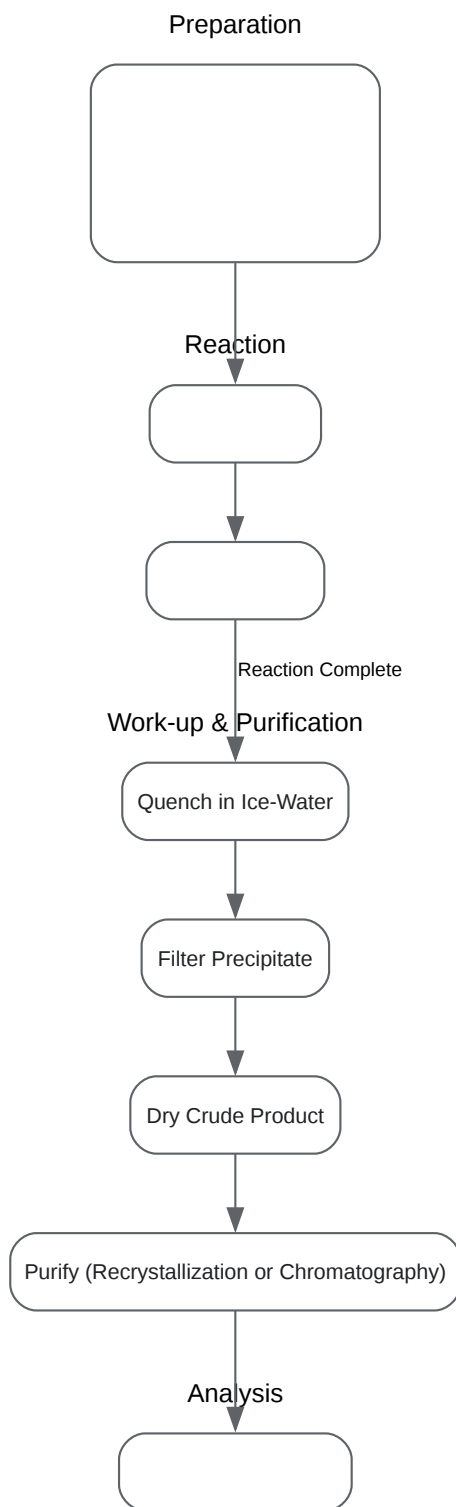 Preparation
Reaction
Reaction Complete
Work-up & Purification
Quench in Ice-Water
Filter Precipitate
Dry Crude Product
Purify (Recrystallization or Chromatography)
Analysis